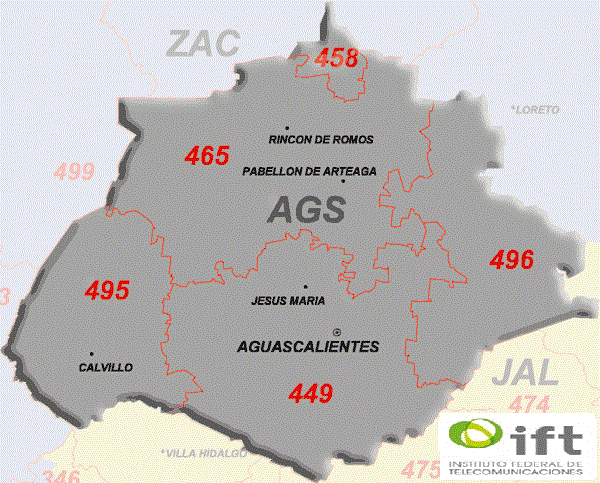 ZAC
458
LORETO
RINCON DE ROMOS
465
499
PABELLON DE ARTEAGA
AGS
496
495
3
JESUS MARIA
AGUASCALIENTES
CALVILLO
JAL
449
474
VILLA HIDALGO
346
475
ift
INSTITUTO FEDERAL DE
TELECOMUNICACIONES